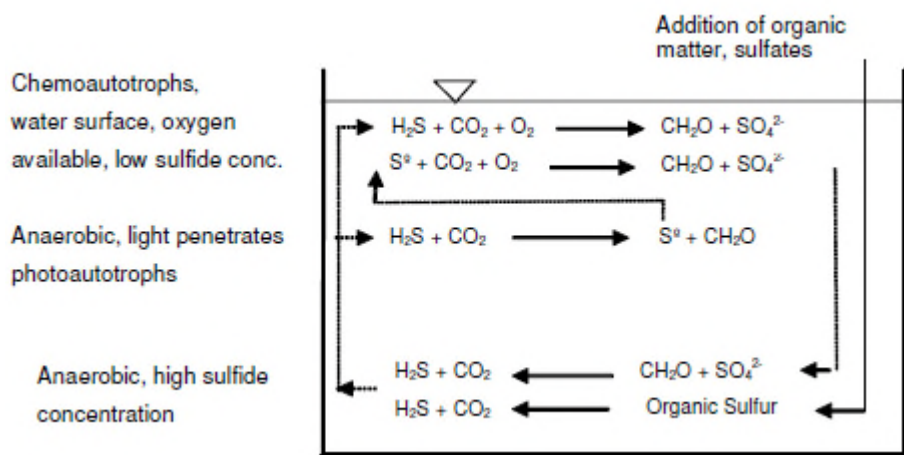 Addition of organic
matter, sulfates
Chemoautotrophs,
water surface, oxygen
available, low sulfide conc.
H₂S + CO₂ + O₂ CH₂O + SO₄²⁻
Sº + CO₂ + O₂ CH₂O + SO₄²⁻
Anaerobic, light penetrates
photoautotrophs
H₂S + CO₂ Sº + CH₂O
Anaerobic, high sulfide
concentration
H₂S + CO₂ CH₂O + SO₄²⁻
H₂S + CO₂ Organic Sulfur